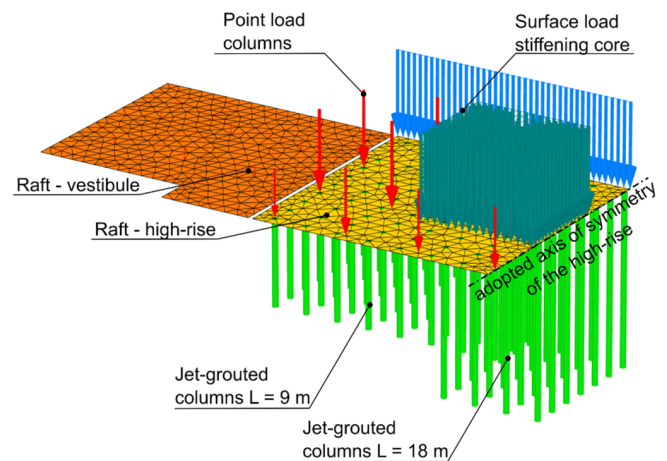 Point load
columns
Surface load
stiffening core
Raft - vestibule
Raft - high-rise
adopted axis of symmetry
of the high-rise
Jet-grouted
columns L = 9 m
Jet-grouted
columns L = 18 m